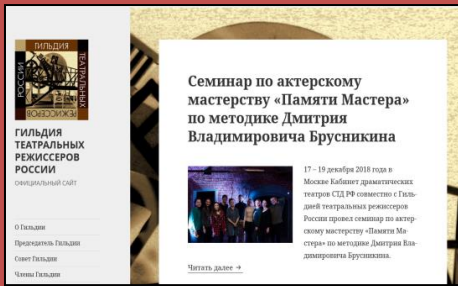 ГИЛЬДИЯ
ТЕАТРАЛЬНЫХ
РЕЖИССЕРОВ
РОССИИ
ГИЛЬДИЯ
ТЕАТРАЛЬНЫХ
РЕЖИССЕРОВ
РОССИИ
ОФИЦИАЛЬНЫЙ САЙТ
О Гильдии
Председатель Гильдии
Совет Гильдии
Члены Гильдии
Семинар по актерскому
мастерству «Памяти Мастера»
по методике Дмитрия
Владимировича Брусникина
17 – 19 декабря 2018 года в
Москве Кабинет драматических
театров СТД РФ совместно с Гиль-
дией театральных режиссеров
России провел семинар по актер-
скому мастерству «Памяти Ма-
стера» по методике Дмитрия Вла-
димировича Брусникина.
Читать далее →